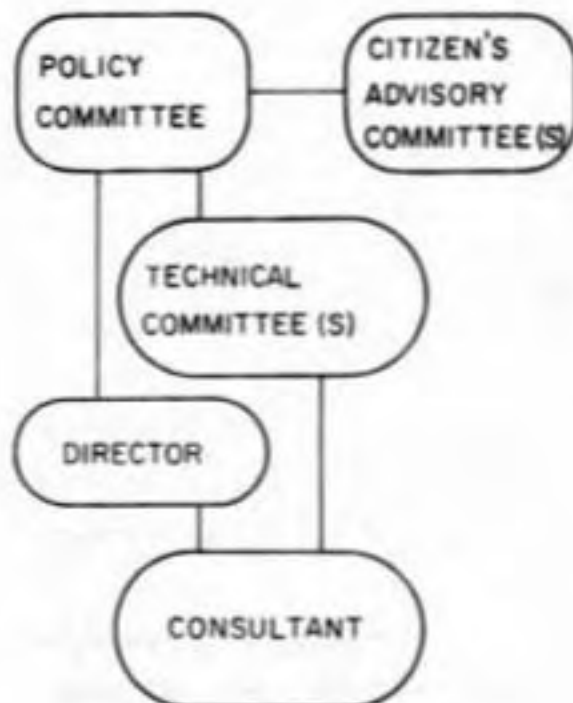 POLICY
COMMITTEE
CITIZEN'S
ADVISORY
COMMITTEE(S)
TECHNICAL
COMMITTEE (S)
DIRECTOR
CONSULTANT